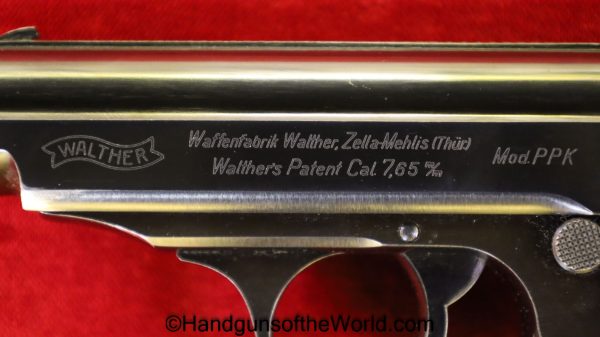 WALTHER
Waffenfabrik Walther, Zella-Mehlis (Thür)
Walther's Patent Cal. 7,65 m/m
Mod. PPK
©HandgunsoftheWorld.com